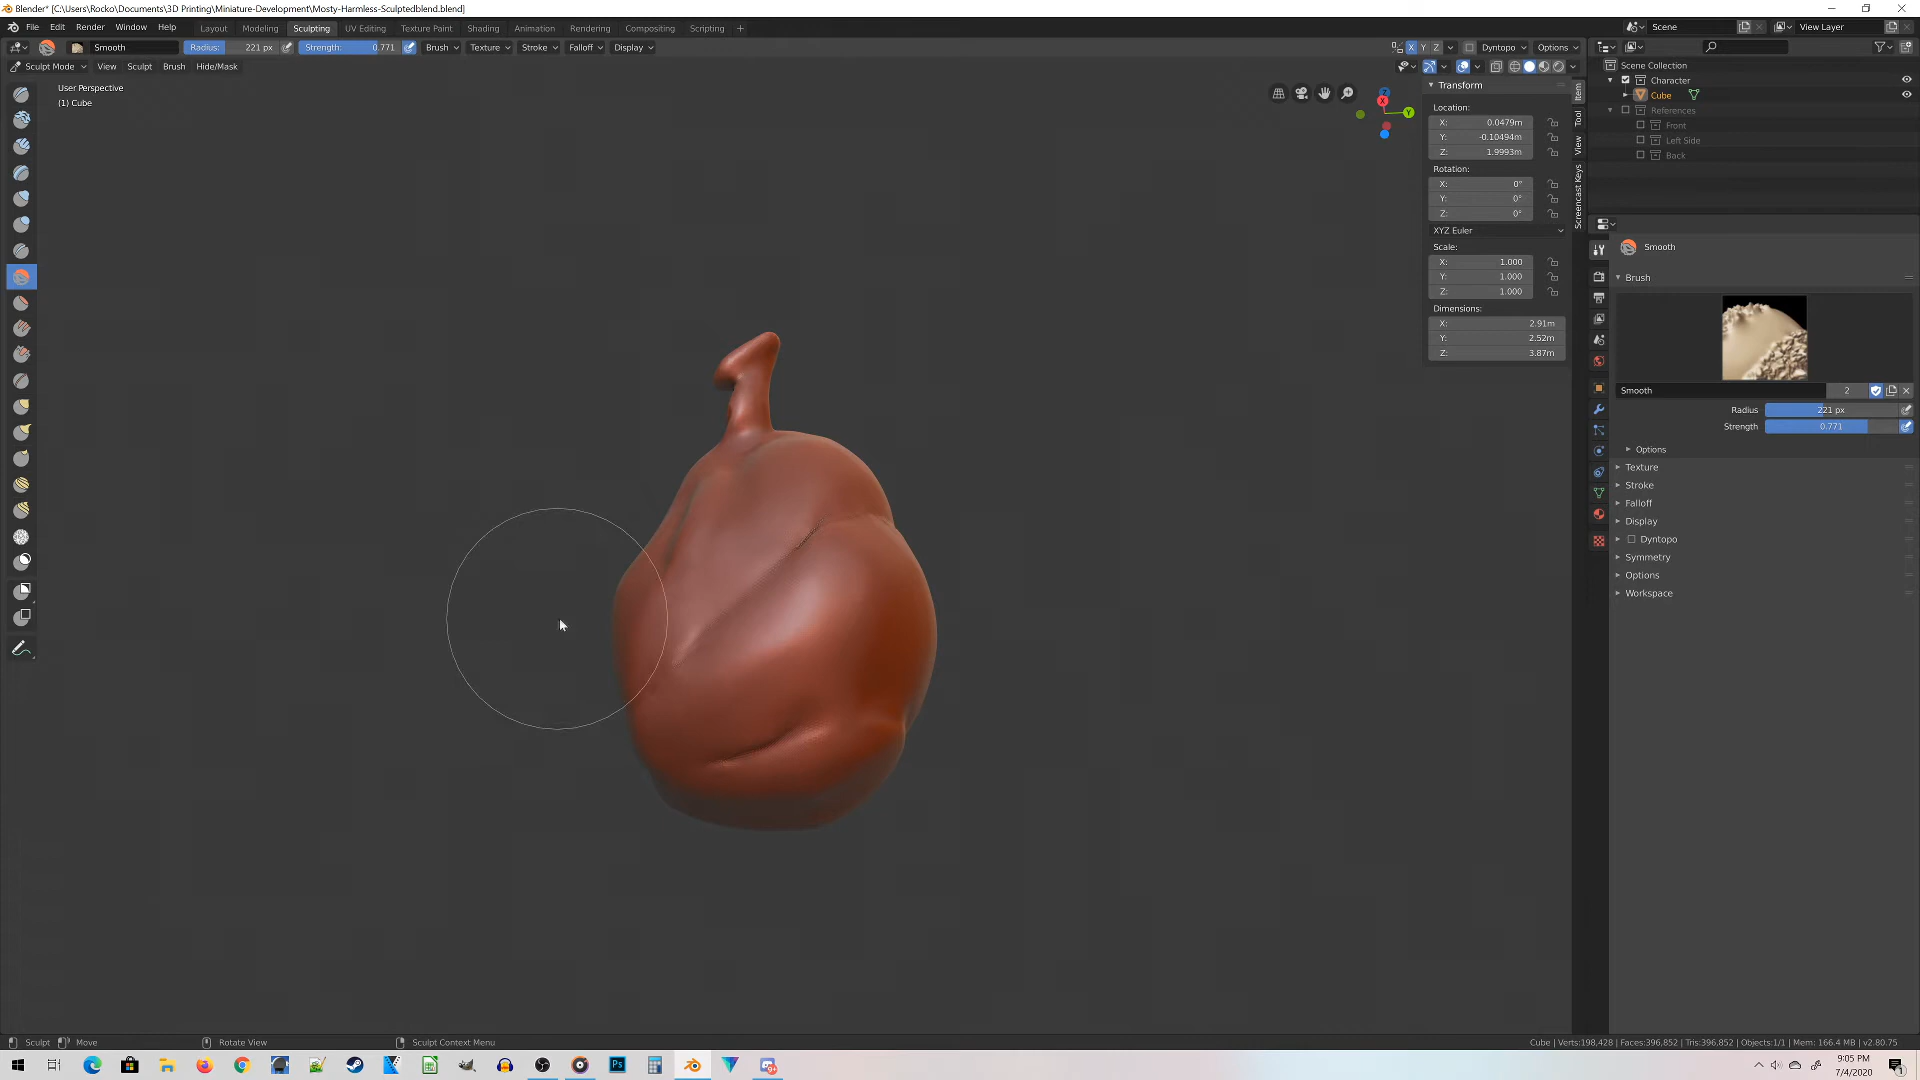 Blender* [C:\Users\Rocko\Documents\3D Printing\Miniature-Development\Mosty-Harmless-Sculptedblend.blend]
File Edit Render Window Help Layout Modeling Sculpting UV Editing Texture Paint Shading Animation Rendering Compositing Scripting + Scene View Layer
Smooth Radius: 221 px Strength: 0.771 Brush Texture Stroke Falloff Display X Y Z Dyntopo Options
Sculpt Mode View Sculpt Brush Hide/Mask
User Perspective
(1) Cube
Z
X
Y
Transform
Location:
X: 0.0479m
Y: -0.10494m
Z: 1.9993m
Rotation:
X: 0°
Y: 0°
Z: 0°
XYZ Euler
Scale:
X: 1.000
Y: 1.000
Z: 1.000
Dimensions:
X: 2.91m
Y: 2.52m
Z: 3.87m
Item
Tool
View
Screencast Keys
Scene Collection
Character
Cube
References
Front
Left Side
Back
Smooth
Brush
Smooth 2
Radius 221 px
Strength 0.771
Options
Texture
Stroke
Falloff
Display
Dyntopo
Symmetry
Options
Workspace
Sculpt Move Rotate View Sculpt Context Menu Cube | Verts:198,428 | Faces:396,852 | Tris:396,852 | Objects:1/1 | Mem: 166.4 MB | v2.80.75
9:05 PM
7/4/2020